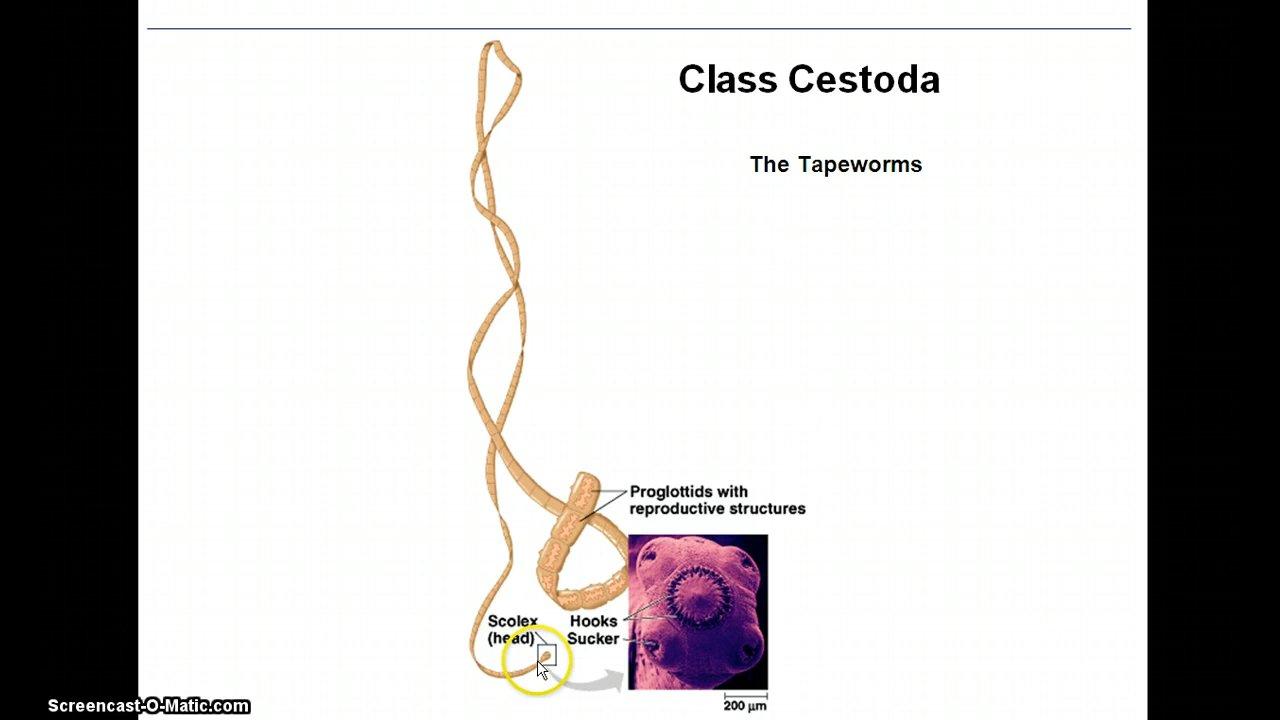 Class Cestoda
The Tapeworms
Proglottids with
reproductive structures
Scolex
(head)
Hooks
Sucker
200 µm
Screencast-O-Matic.com